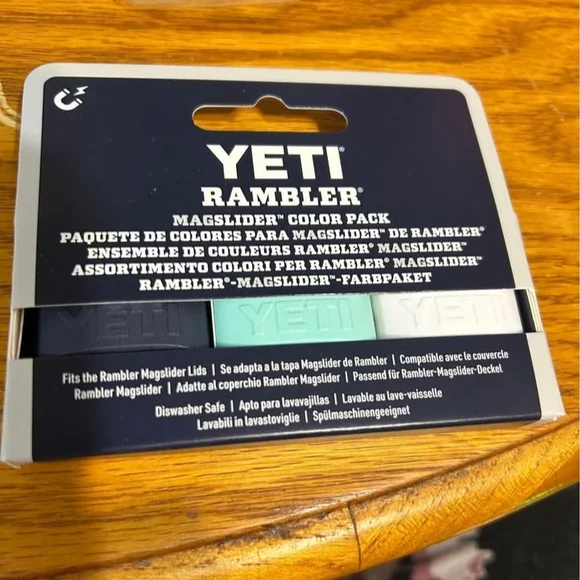 YETI®
RAMBLER®
MAGSLIDER™ COLOR PACK
PAQUETE DE COLORES PARA MAGSLIDER™ DE RAMBLER®
ENSEMBLE DE COULEURS RAMBLER® MAGSLIDER™
ASSORTIMENTO COLORI PER RAMBLER® MAGSLIDER™
RAMBLER®-MAGSLIDER™-FARBPAKET
YETI YETI YETI
Fits the Rambler Magslider Lids | Se adapta a la tapa Magslider de Rambler | Compatible avec le couvercle
Rambler Magslider | Adatte al coperchio Rambler Magslider | Passend für Rambler-Magslider-Deckel
Diswasher Safe | Apto para lavavajillas | Lavable au lave-vaisselle
Lavabili in lavastoviglie | Spülmaschinengeeignet